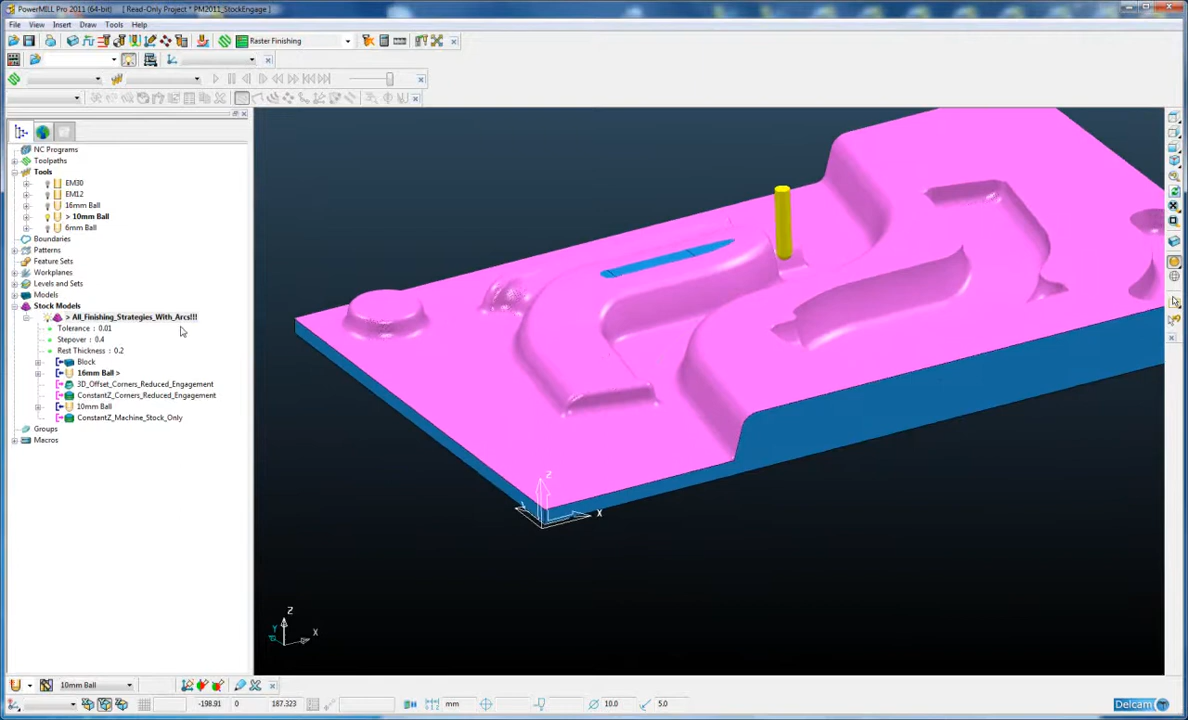 PowerMILL Pro 2011 (64-bit) [ Read-Only Project * PM2011_StockEngage ]
File View Insert Draw Tools Help
Raster Finishing
NC Programs
Toolpaths
Tools
EM30
EM12
16mm Ball
> 10mm Ball
6mm Ball
Boundaries
Patterns
Feature Sets
Workplanes
Levels and Sets
Models
Stock Models
> All_Finishing_Strategies_With_Arcs!!!
Tolerance : 0.01
Stepover : 0.4
Rest Thickness : 0.2
Block
16mm Ball >
3D_Offset_Corners_Reduced_Engagement
ConstantZ_Corners_Reduced_Engagement
10mm Ball
ConstantZ_Machine_Stock_Only
Groups
Macros
Z
X
Z
Y
X
10mm Ball
-198.91 0 187.323 mm 10.0 5.0
Delcam